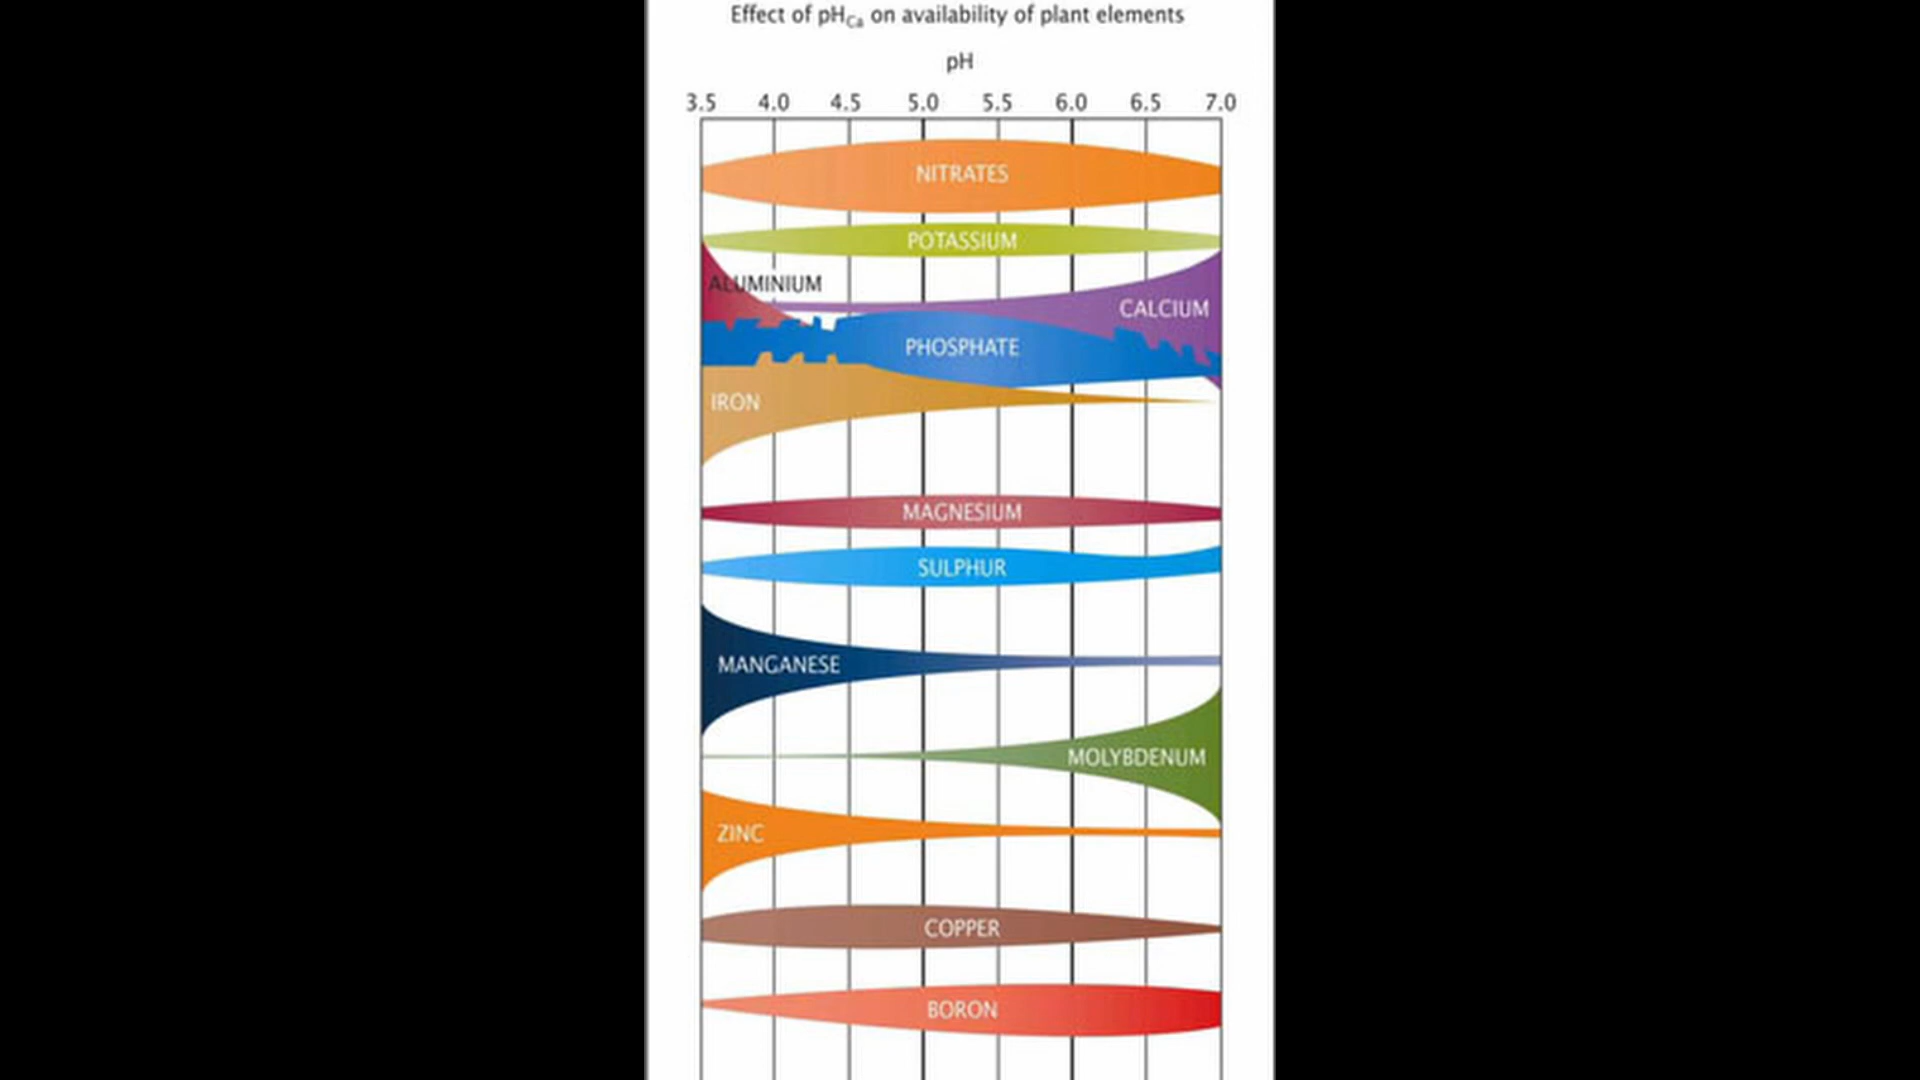 Effect of pHCa on availability of plant elements
pH
3.5 4.0 4.5 5.0 5.5 6.0 6.5 7.0
NITRATES
POTASSIUM
ALUMINIUM
CALCIUM
PHOSPHATE
IRON
MAGNESIUM
SULPHUR
MANGANESE
MOLYBDENUM
ZINC
COPPER
BORON